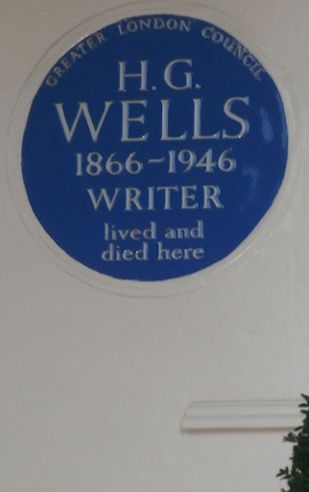 GREATER LONDON COUNCIL
H.G.
WELLS
1866~1946
WRITER
lived and
died here